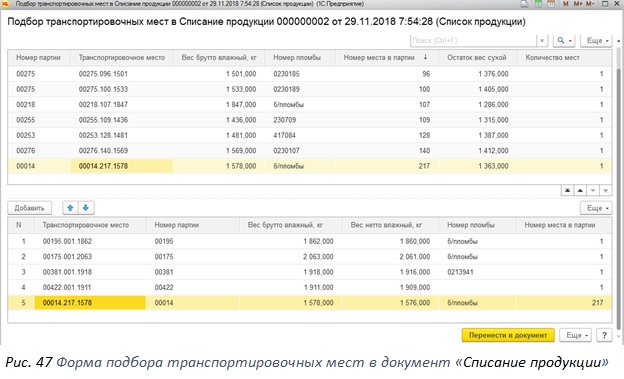 Подбор транспортировочных мест в Списание продукции 000000002 от 29.11.2018 7:54:28 (Список продукции) (1С:Предприятие)
M M+ M-
Подбор транспортировочных мест в Списание продукции 000000002 от 29.11.2018 7:54:28 (Список продукции)
Поиск (Ctrl+F) × Еще
Номер партии Транспортировочное место Вес брутто влажный, кг Номер пломбы Номер места в партии ↓ Остаток вес сухой Количество мест
00275 00275.096.1501 1 501,000 0230185 96 1 376,000 1
00275 00275.100.1533 1 533,000 0230189 100 1 405,000 1
00218 00218.107.1847 1 847,000 б/пломбы 107 1 286,000 1
00255 00255.109.1436 1 436,000 230709 109 1 315,000 1
00253 00253.128.1481 1 481,000 417084 128 1 387,000 1
00276 00276.140.1569 1 569,000 0230107 140 1 412,000 1
00014 00014.217.1578 1 578,000 б/пломбы 217 1 363,000 1
Добавить Еще
N Транспортировочное место Номер партии Вес брутто влажный, кг Вес нетто влажный, кг Номер пломбы Номер места в партии
1 00195.001.1862 00195 1 862,000 1 860,000 б/пломбы 1
2 00175.001.2063 00175 2 063,000 2 061,000 б/пломбы 1
3 00381.001.1918 00381 1 918,000 1 916,000 0213941 1
4 00422.001.1911 00422 1 911,000 1 909,000 1
5 00014.217.1578 00014 1 578,000 1 576,000 б/пломбы 217
Перенести в документ Еще ?
Рис. 47 Форма подбора транспортировочных мест в документ «Списание продукции»